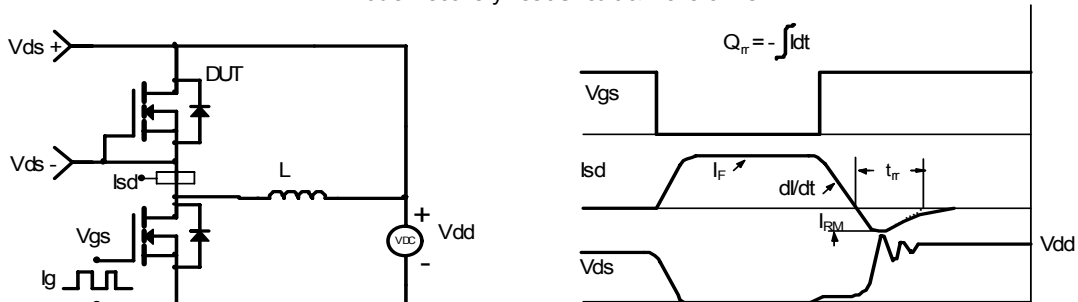 Vds +
DUT
Vds -
Isd
L
Vgs
Ig
+
VDC
-
Vdd
Qrr = - ∫ Idt
Vgs
Isd
IF
dI/dt
trr
IRM
Vdd
Vds